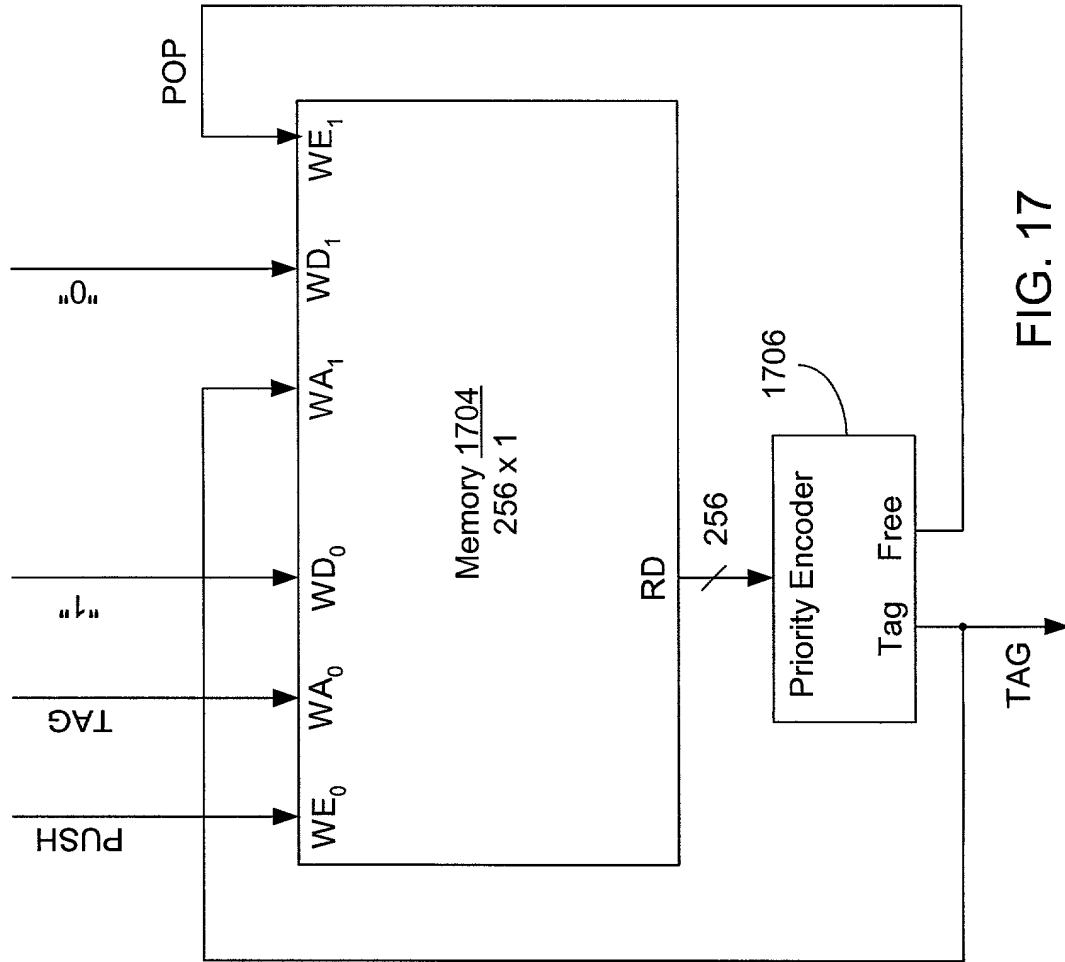 PUSH
TAG
"1"
"0"
POP
WE0
WA0
WD0
WA1
WD1
WE1
Memory 1704
256 x 1
RD
256
1706
Priority Encoder
Tag Free
TAG
FIG. 17